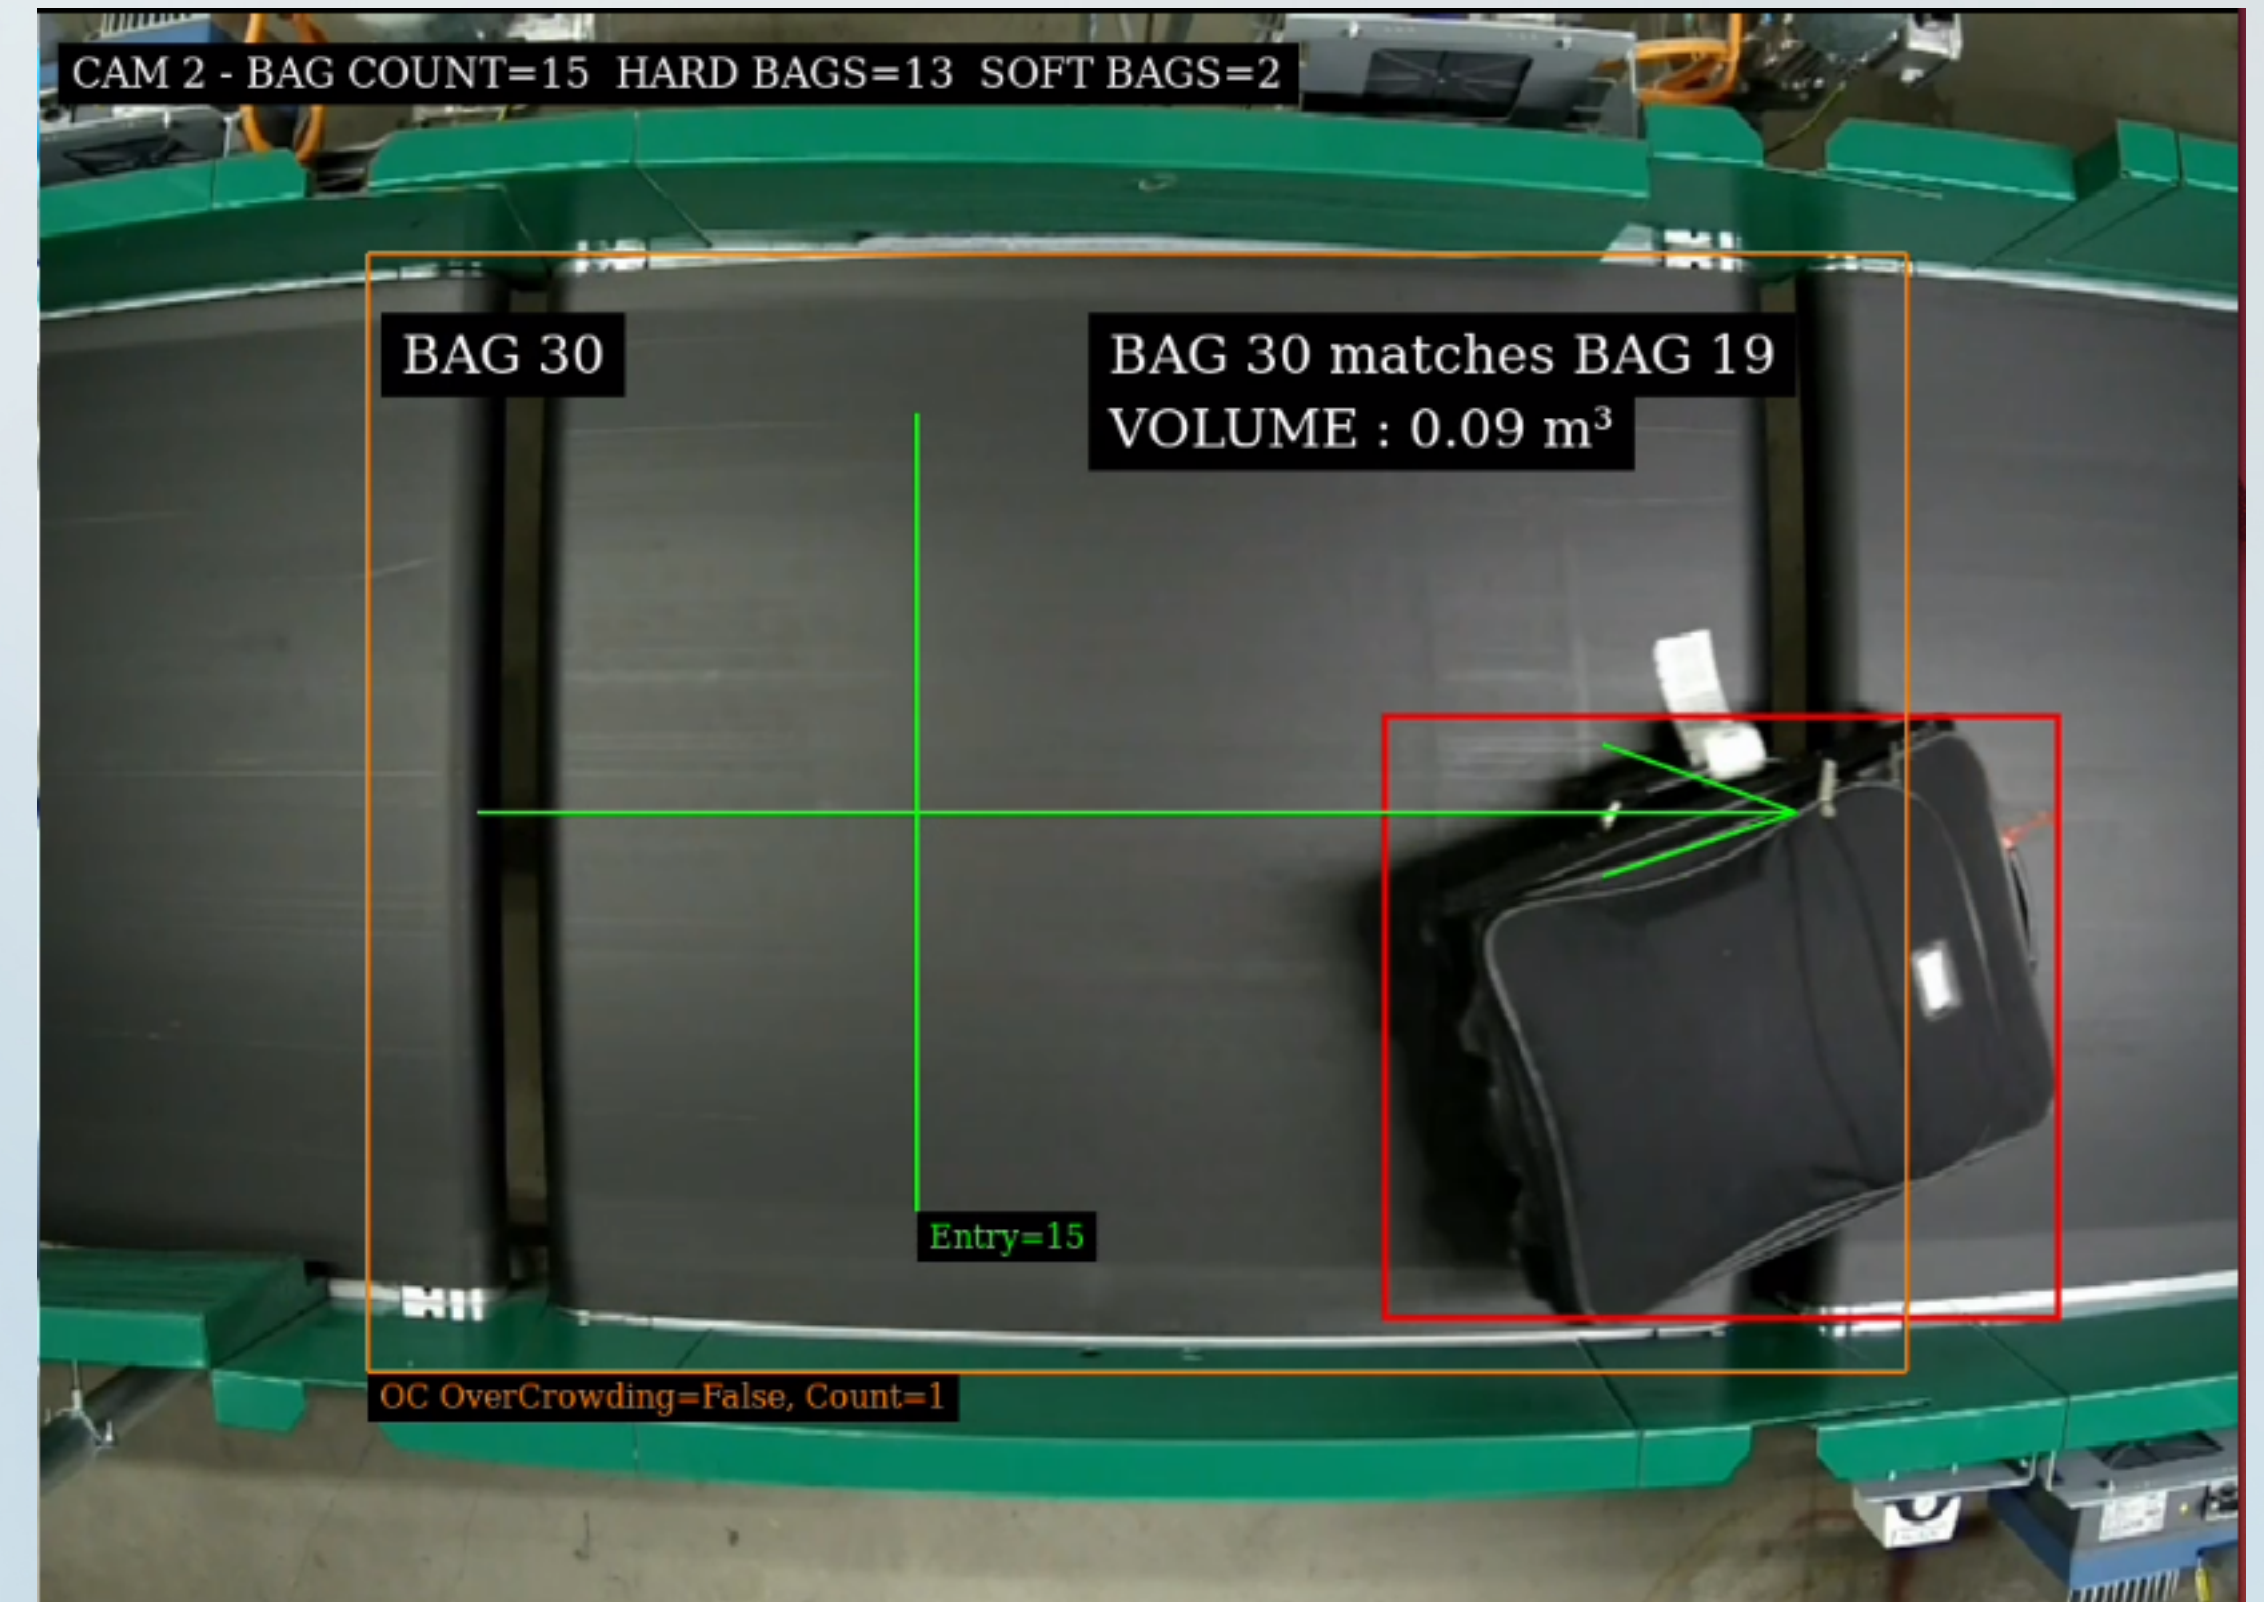 CAM 2 - BAG COUNT=15  HARD BAGS=13  SOFT BAGS=2
BAG 30
BAG 30 matches BAG 19
VOLUME : 0.09 m³
Entry=15
OC OverCrowding=False, Count=1